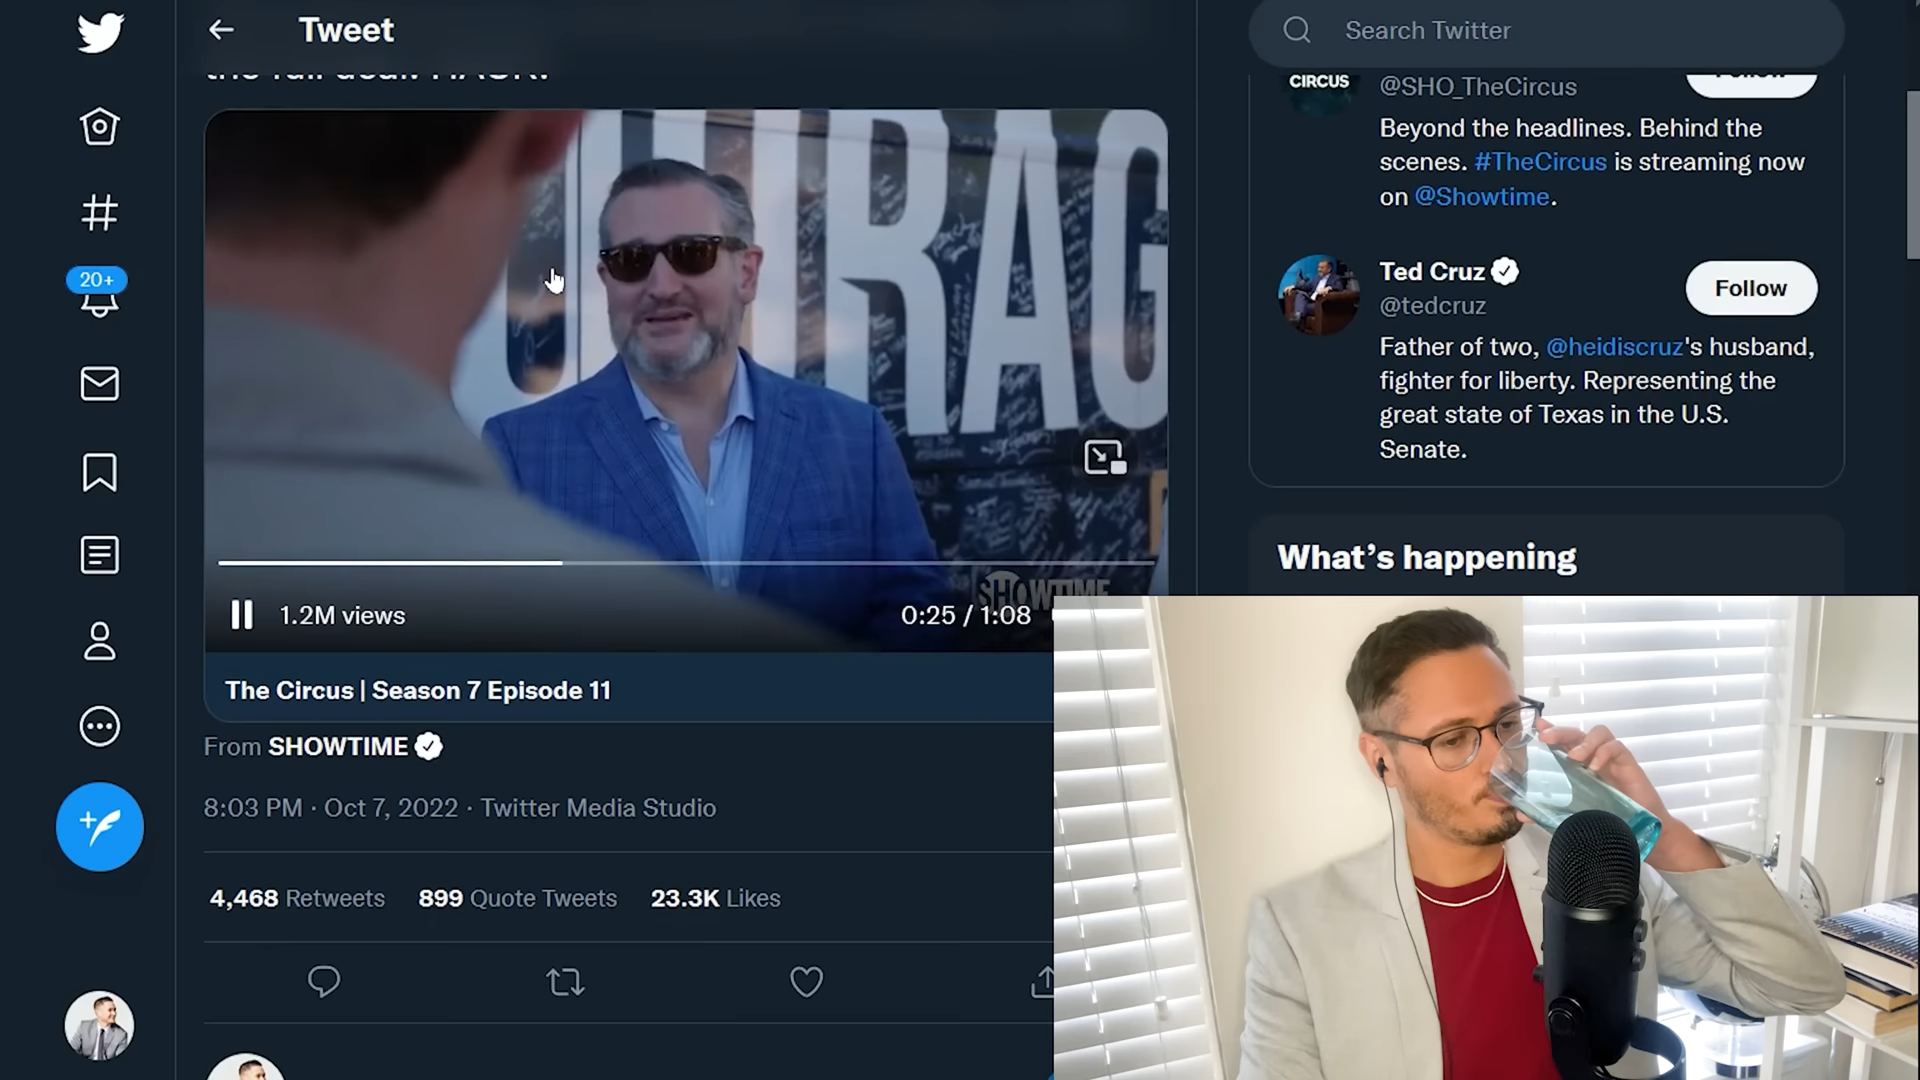 Tweet
Search Twitter
20+
CIRCUS
@SHO_TheCircus
Beyond the headlines. Behind the
scenes. #TheCircus is streaming now
on @Showtime.
Ted Cruz
@tedcruz
Follow
Father of two, @heidiscruz's husband,
fighter for liberty. Representing the
great state of Texas in the U.S.
Senate.
What's happening
SHOWTIME
1.2M views
0:25 / 1:08
The Circus | Season 7 Episode 11
From SHOWTIME
8:03 PM · Oct 7, 2022 · Twitter Media Studio
4,468 Retweets 899 Quote Tweets 23.3K Likes